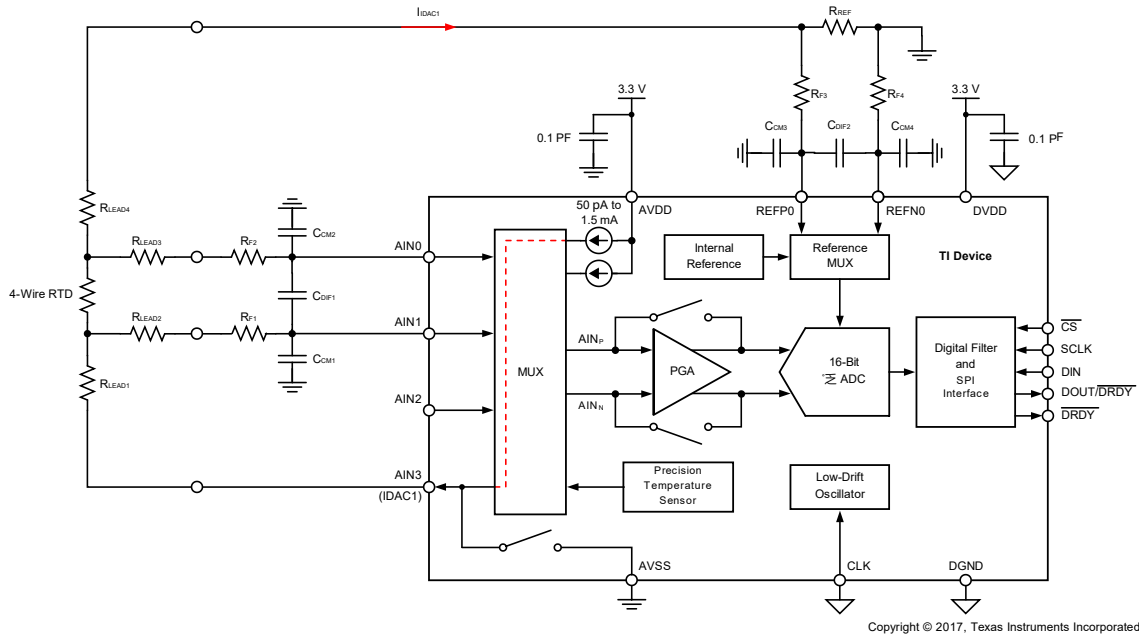 IIDAC1
RREF
3.3 V
RF3
RF4
3.3 V
0.1 PF
CCM3
CDIF2
CCM4
0.1 PF
RLEAD4
50 pA to
1.5 mA
AVDD
REFP0
REFN0
DVDD
RLEAD3
RF2
CCM2
AIN0
Internal
Reference
Reference
MUX
TI Device
4-Wire RTD
CDIF1
RLEAD2
RF1
AIN1
CS
SCLK
DIN
DOUT/DRDY
DRDY
CCM1
MUX
AINP
PGA
16-Bit
ADC
Digital Filter
and
SPI
Interface
RLEAD1
AIN2
AINN
AIN3
(IDAC1)
Precision
Temperature
Sensor
Low-Drift
Oscillator
AVSS
CLK
DGND
Copyright © 2017, Texas Instruments Incorporated